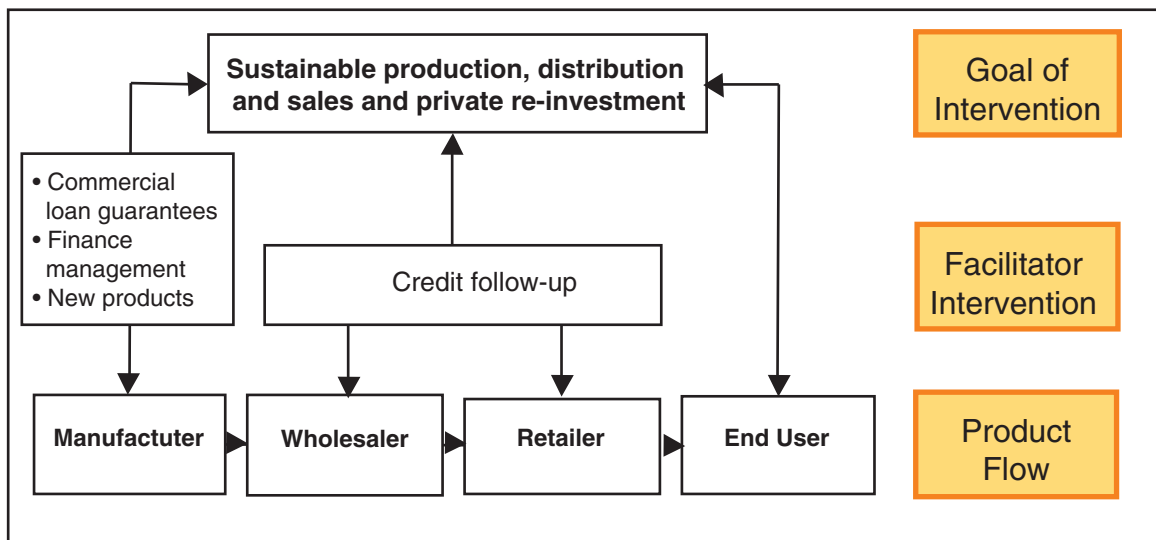 Sustainable production, distribution
and sales and private re-investment
Goal of
Intervention
• Commercial
loan guarantees
• Finance
management
• New products
Credit follow-up
Facilitator
Intervention
Manufactuter
Wholesaler
Retailer
End User
Product
Flow